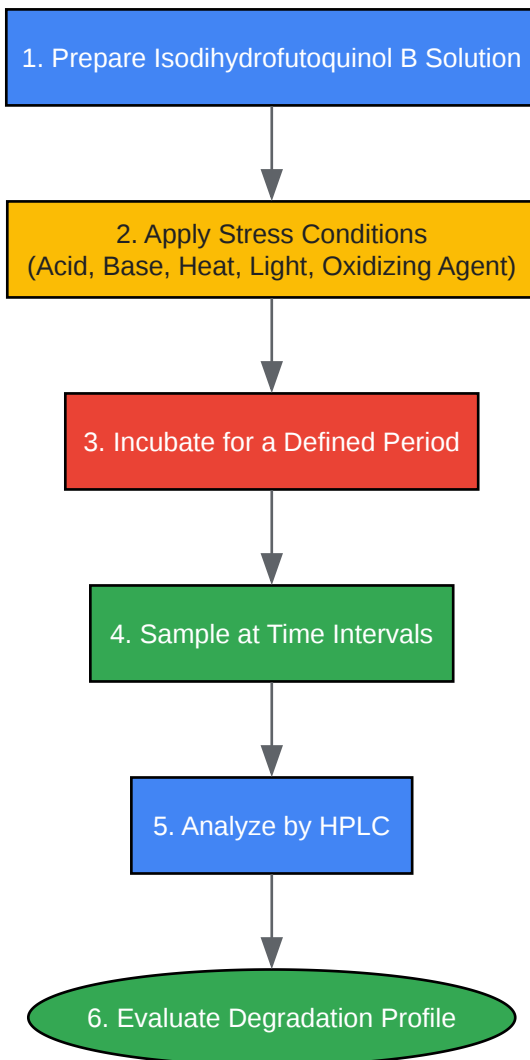 1. Prepare Isodihydrofutoquinol B Solution
2. Apply Stress Conditions
(Acid, Base, Heat, Light, Oxidizing Agent)
3. Incubate for a Defined Period
4. Sample at Time Intervals
5. Analyze by HPLC
6. Evaluate Degradation Profile